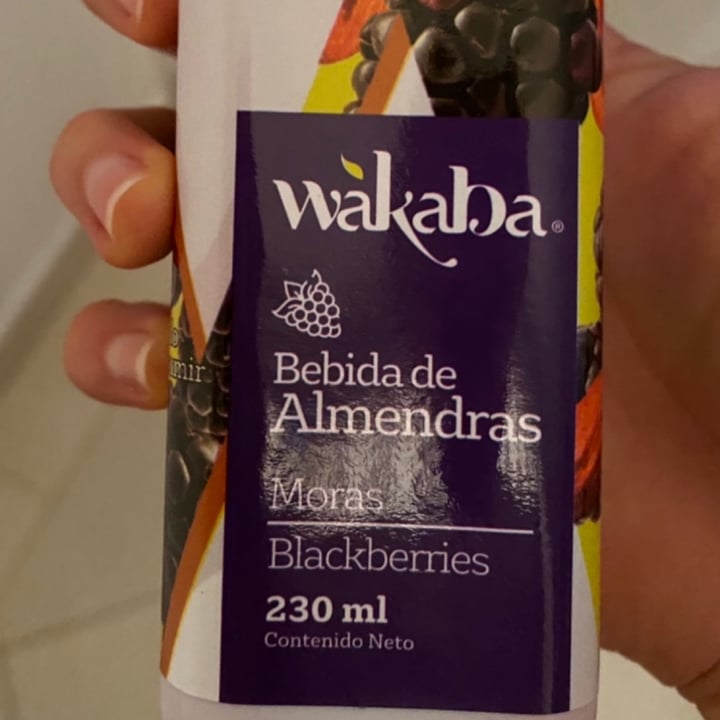 wakaba®
Bebida de
Almendras
Moras
Blackberries
230 ml
Contenido Neto